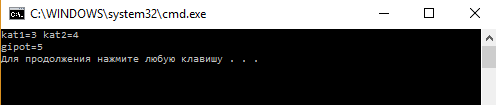 C:\WINDOWS\system32\cmd.exe
kat1=3 kat2=4
gipot=5
Для продолжения нажмите любую клавишу . . .